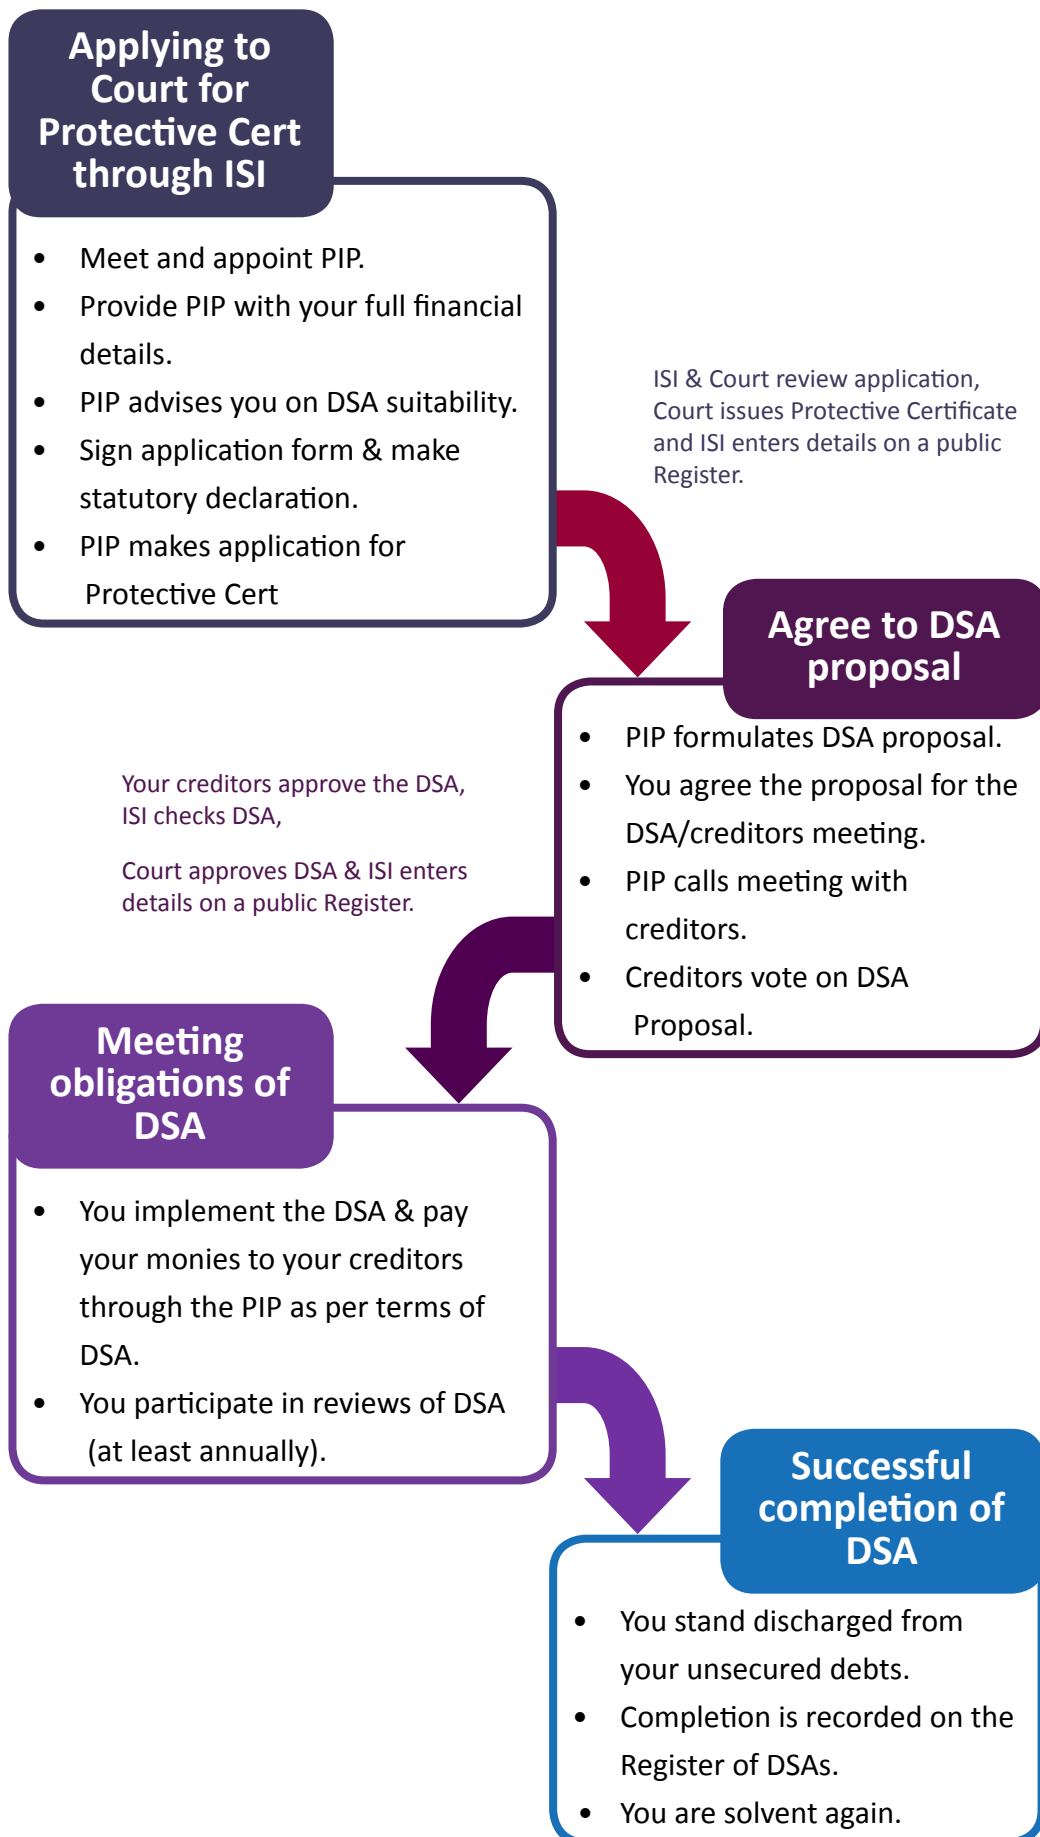 Applying to
Court for
Protective Cert
through ISI
• Meet and appoint PIP.
• Provide PIP with your full financial
details.
• PIP advises you on DSA suitability.
• Sign application form & make
statutory declaration.
• PIP makes application for
Protective Cert
ISI & Court review application,
Court issues Protective Certificate
and ISI enters details on a public
Register.
Agree to DSA
proposal
• PIP formulates DSA proposal.
• You agree the proposal for the
DSA/creditors meeting.
• PIP calls meeting with
creditors.
• Creditors vote on DSA
Proposal.
Your creditors approve the DSA,
ISI checks DSA,
Court approves DSA & ISI enters
details on a public Register.
Meeting
obligations of
DSA
• You implement the DSA & pay
your monies to your creditors
through the PIP as per terms of
DSA.
• You participate in reviews of DSA
(at least annually).
Successful
completion of
DSA
• You stand discharged from
your unsecured debts.
• Completion is recorded on the
Register of DSAs.
• You are solvent again.